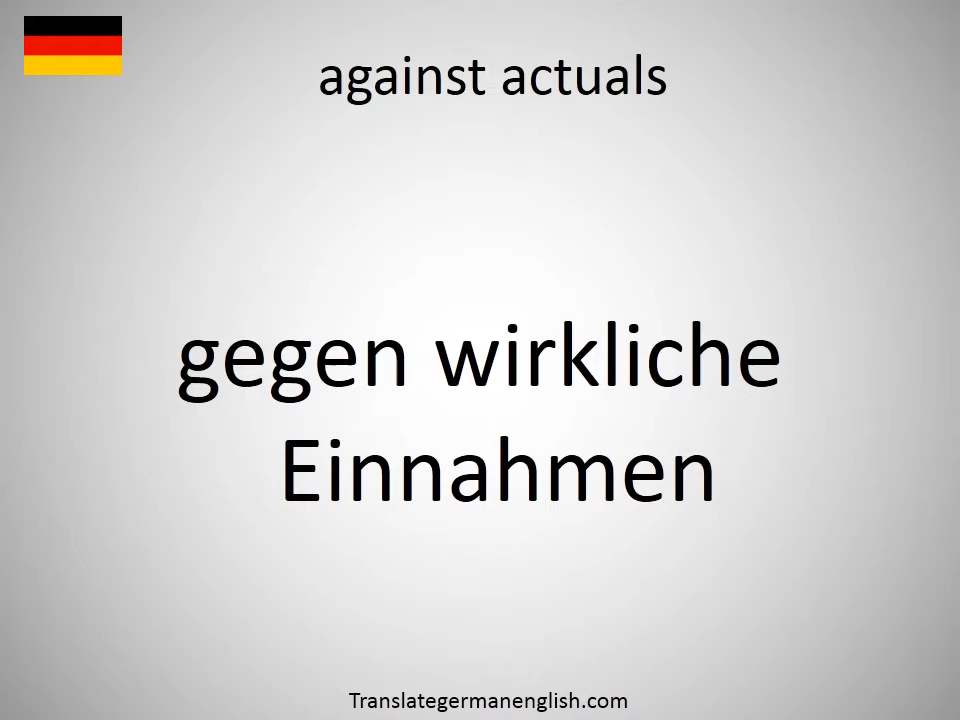 against actuals
gegen wirkliche
Einnahmen
Translategermanenglish.com